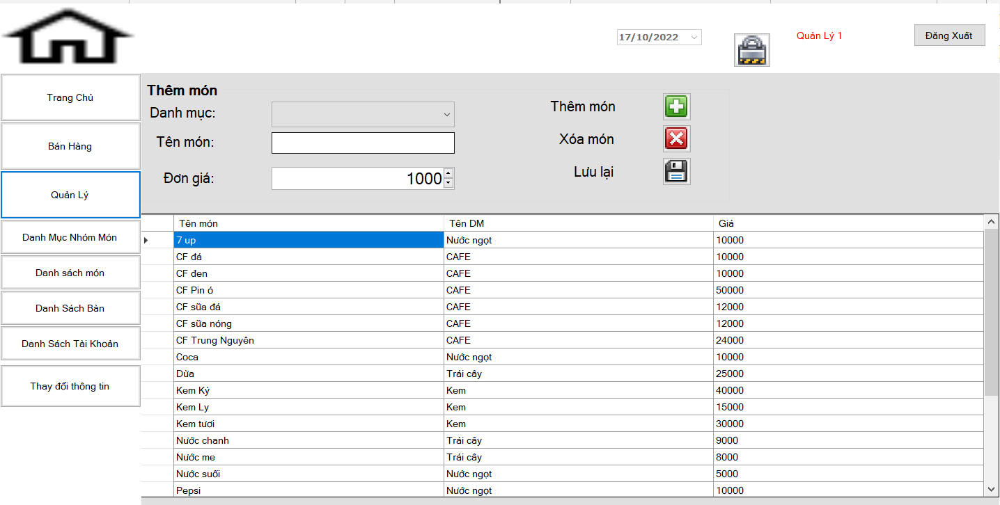 17/10/2022
Quản Lý 1
Đăng Xuất
Trang Chủ
Bán Hàng
Quản Lý
Danh Mục Nhóm Món
Danh sách món
Danh Sách Bàn
Danh Sách Tài Khoản
Thay đổi thông tin
Thêm món
Danh mục:
Tên món:
Đơn giá: 1000
Thêm món
Xóa món
Lưu lại
Tên món Tên DM Giá
7 up Nước ngọt 10000
CF đá CAFE 10000
CF đen CAFE 10000
CF Pin ó CAFE 50000
CF sữa đá CAFE 12000
CF sữa nóng CAFE 12000
CF Trung Nguyên CAFE 24000
Coca Nước ngọt 10000
Dừa Trái cây 25000
Kem Ký Kem 40000
Kem Ly Kem 15000
Kem tươi Kem 30000
Nước chanh Trái cây 9000
Nước me Trái cây 8000
Nước suối Nước ngọt 5000
Pepsi Nước ngọt 10000